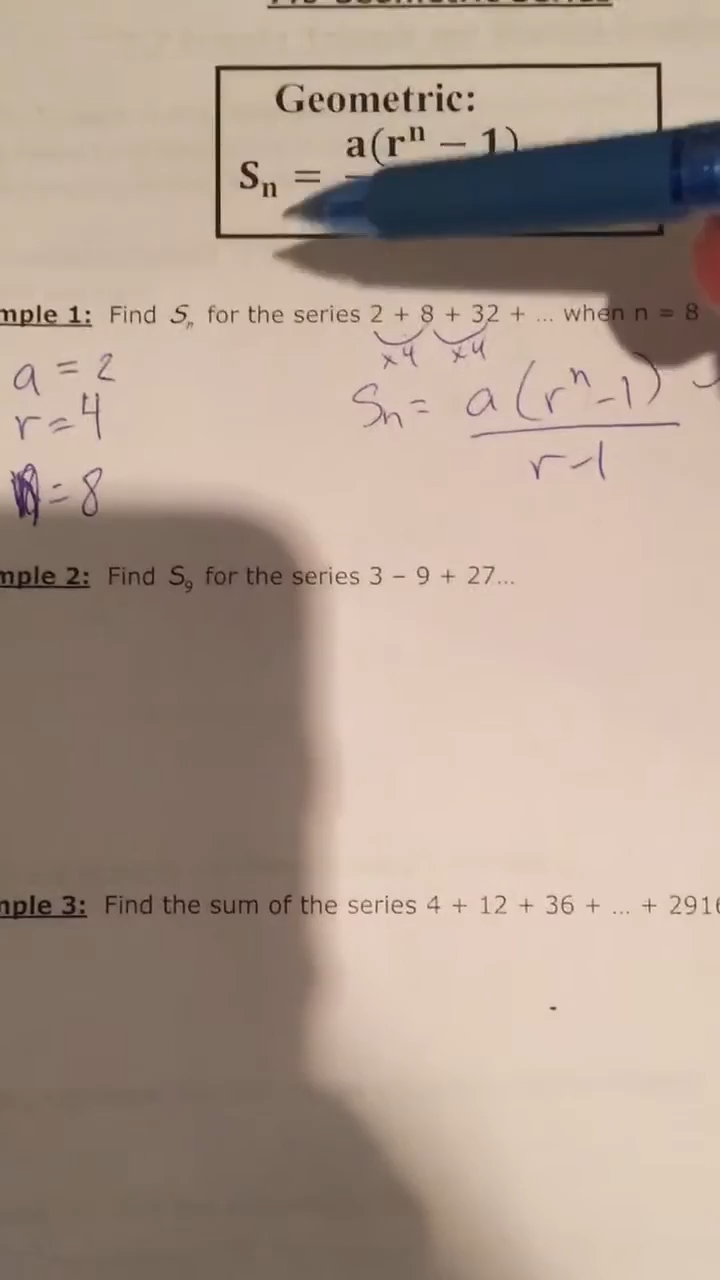 Geometric:
a(rⁿ − 1)
Sₙ =
mple 1: Find Sₙ for the series 2 + 8 + 32 + ... when n = 8
x4 x4
a = 2
r = 4
n = 8
Sₙ = a(rⁿ-1)
r-1
mple 2: Find S₉ for the series 3 – 9 + 27...
mple 3: Find the sum of the series 4 + 12 + 36 + ... + 2916